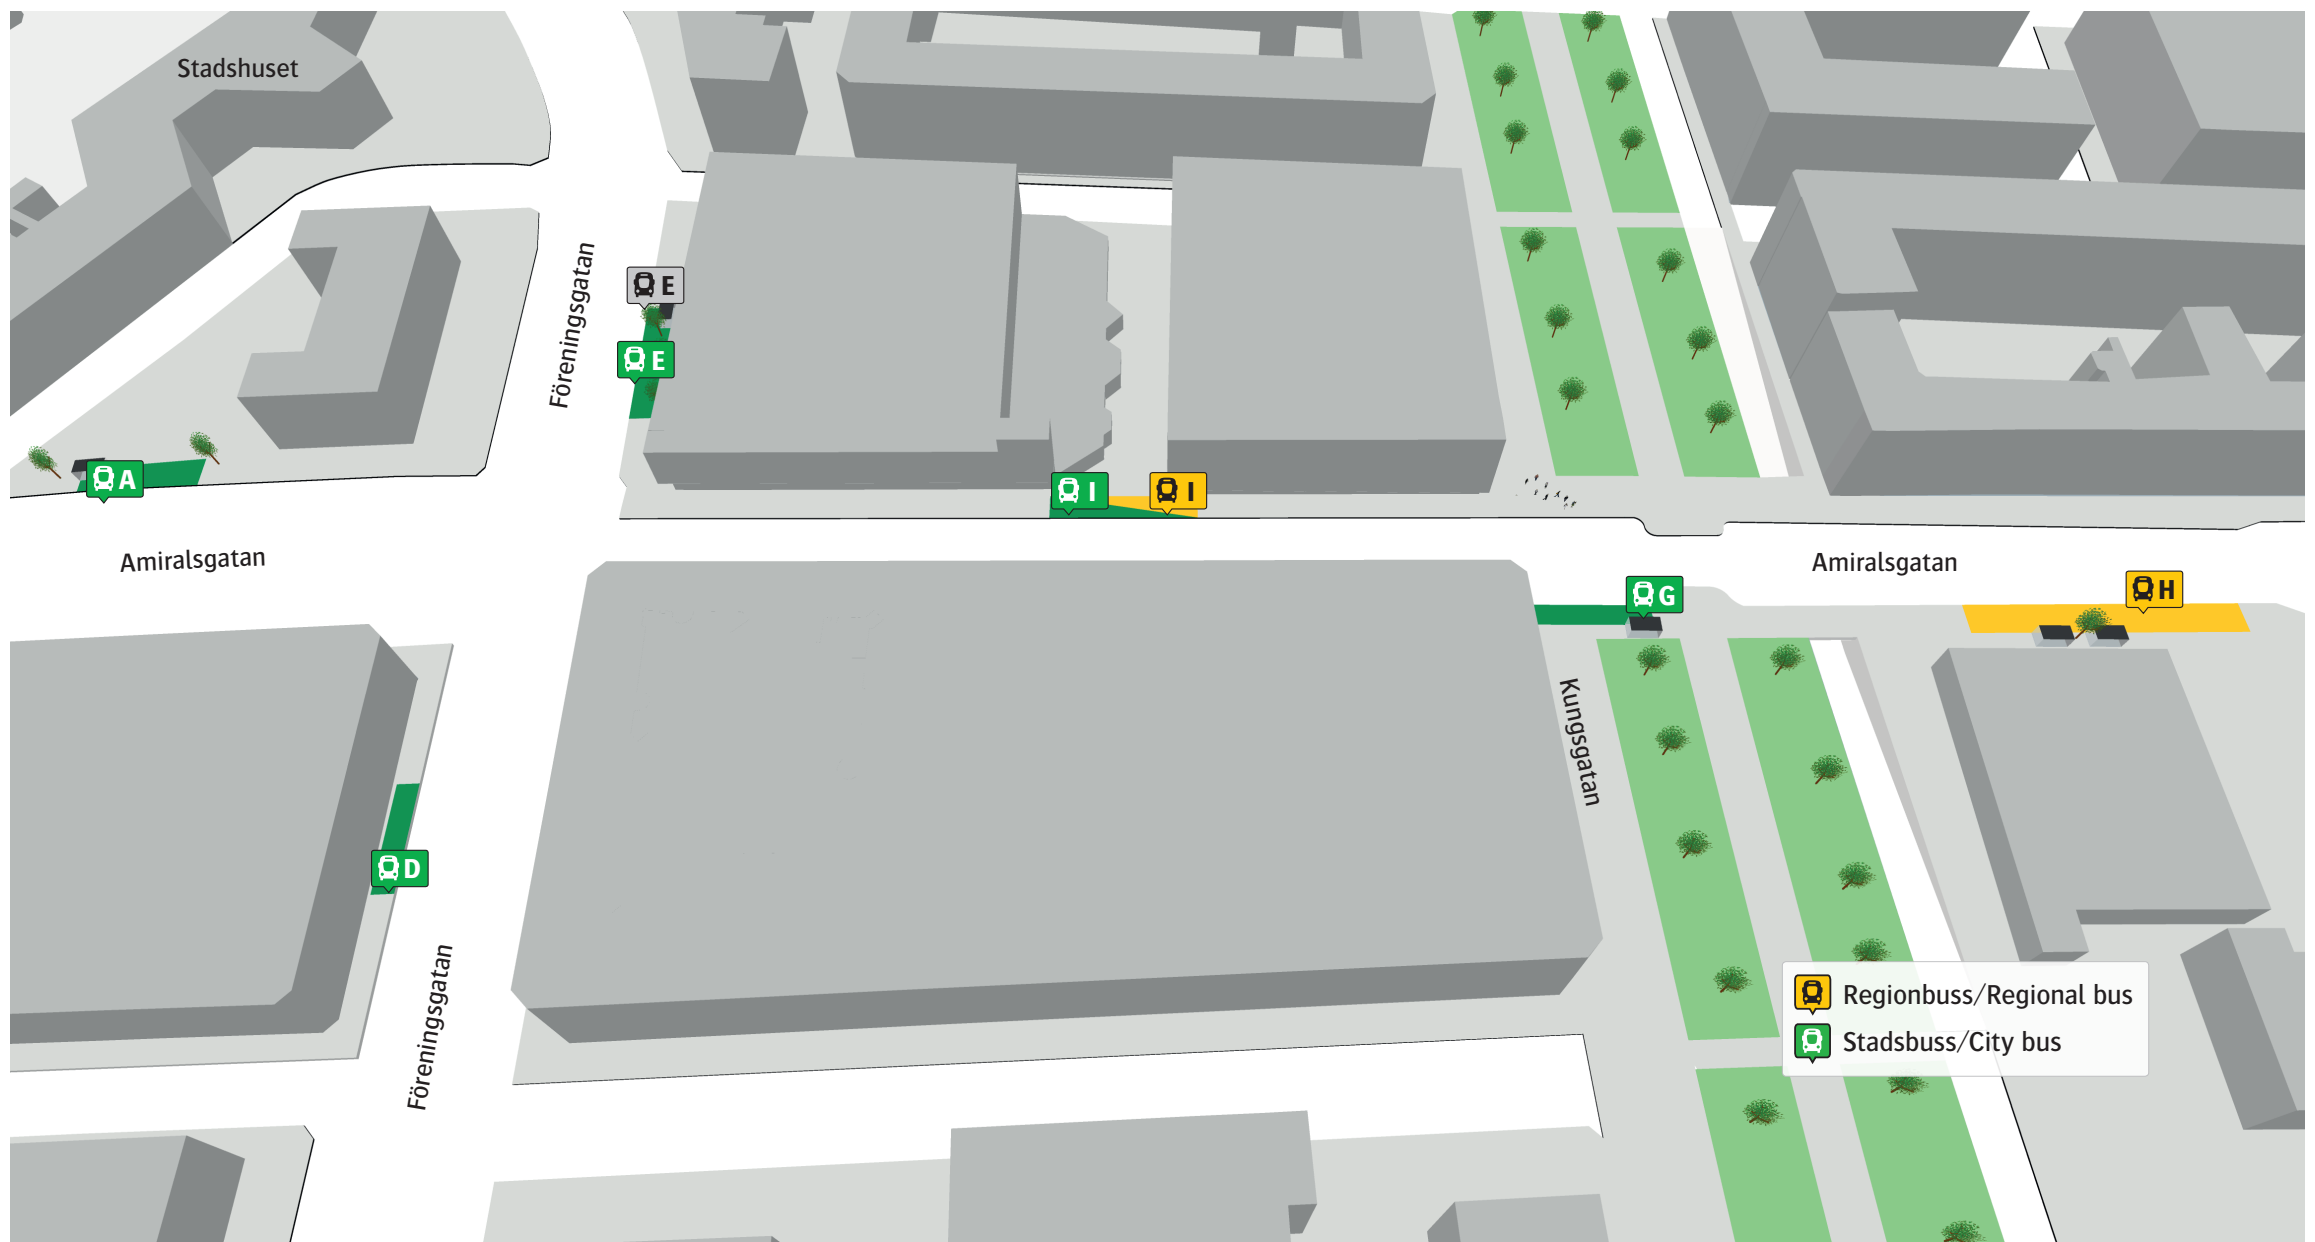 Stadshuset
Föreningsgatan
E
E
A
I
I
Amiralsgatan
Amiralsgatan
G
H
Kungsgatan
D
Föreningsgatan
Regionbuss/Regional bus
Stadsbuss/City bus